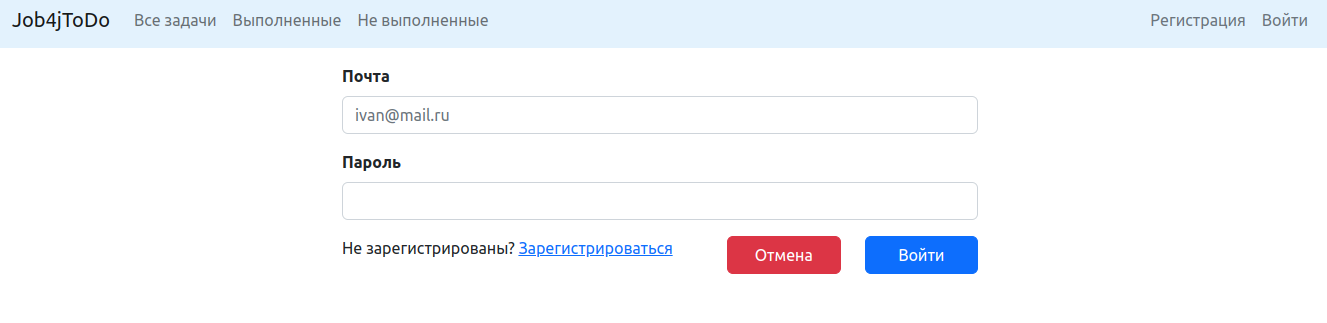 Job4jToDo Все задачи Выполненные Не выполненные Регистрация Войти
Почта
ivan@mail.ru
Пароль
Не зарегистрированы? Зарегистрироваться Отмена Войти